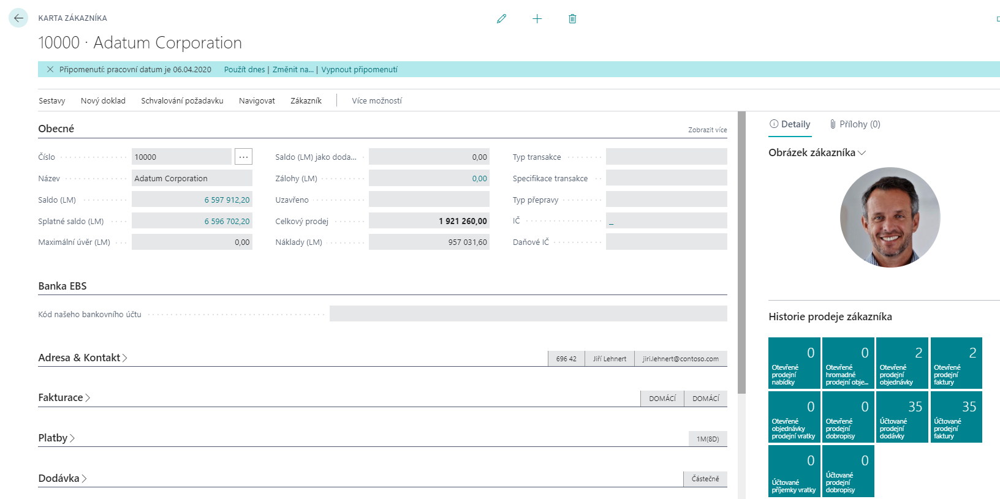 KARTA ZÁKAZNÍKA
10000 · Adatum Corporation
Připomenutí: pracovní datum je 06.04.2020 Použít dnes | Změnit na... | Vypnout připomenutí
Sestavy Nový doklad Schvalování požadavku Navigovat Zákazník Více možností
Obecné Zobrazit více
Číslo 10000 ...
Název Adatum Corporation
Saldo (LM) 6 597 912,20
Splatné saldo (LM) 6 596 702,20
Maximální úvěr (LM) 0,00
Saldo (LM) jako doda... 0,00
Zálohy (LM) 0,00
Uzavřeno
Celkový prodej 1 921 260,00
Náklady (LM) 957 031,60
Typ transakce
Specifikace transakce
Typ přepravy
IČ _
Daňové IČ
Banka EBS
Kód našeho bankovního účtu
Adresa & Kontakt 696 42 Jiří Lehnert jiri.lehnert@contoso.com
Fakturace DOMÁCÍ DOMÁCÍ
Platby 1M(8D)
Dodávka Částečně
Detaily Přílohy (0)
Obrázek zákazníka
Historie prodeje zákazníka
0
Otevřené
prodejní
nabídky
0
Otevřené
hromadné
prodejní obje...
2
Otevřené
prodejní
objednávky
2
Otevřené
prodejní
faktury
0
Otevřené
objednávky
prodejní vratky
0
Otevřené
prodejní
dobropisy
35
Účtované
prodejní
dodávky
35
Účtované
prodejní
faktury
0
Účtované
příjemky vratky
0
Účtované
prodejní
dobropisy